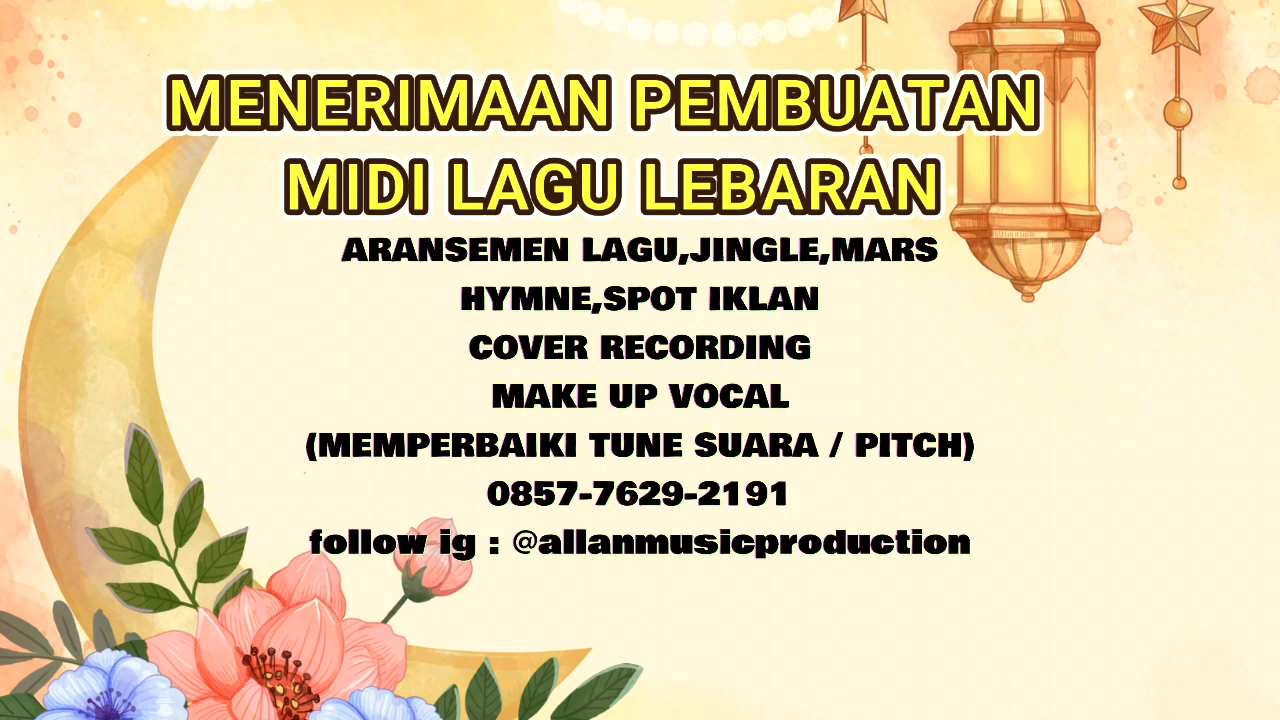 MENERIMAAN PEMBUATAN
MIDI LAGU LEBARAN
ARANSEMEN LAGU,JINGLE,MARS
HYMNE,SPOT IKLAN
COVER RECORDING
MAKE UP VOCAL
(MEMPERBAIKI TUNE SUARA / PITCH)
0857-7629-2191
follow ig : @allanmusicproduction